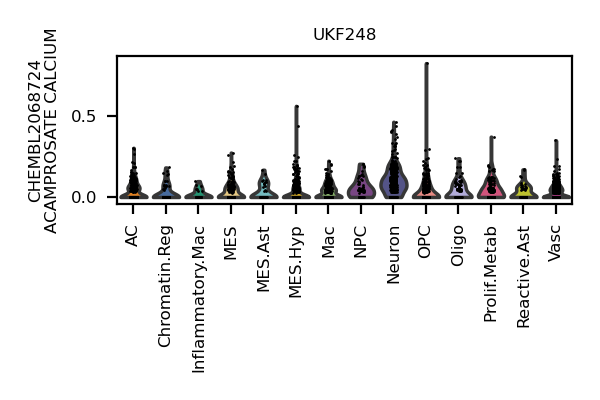 UKF248
CHEMBL2068724
ACAMPROSATE CALCIUM
0.5
0.0
AC
Chromatin.Reg
Inflammatory.Mac
MES
MES.Ast
MES.Hyp
Mac
NPC
Neuron
OPC
Oligo
Prolif.Metab
Reactive.Ast
Vasc